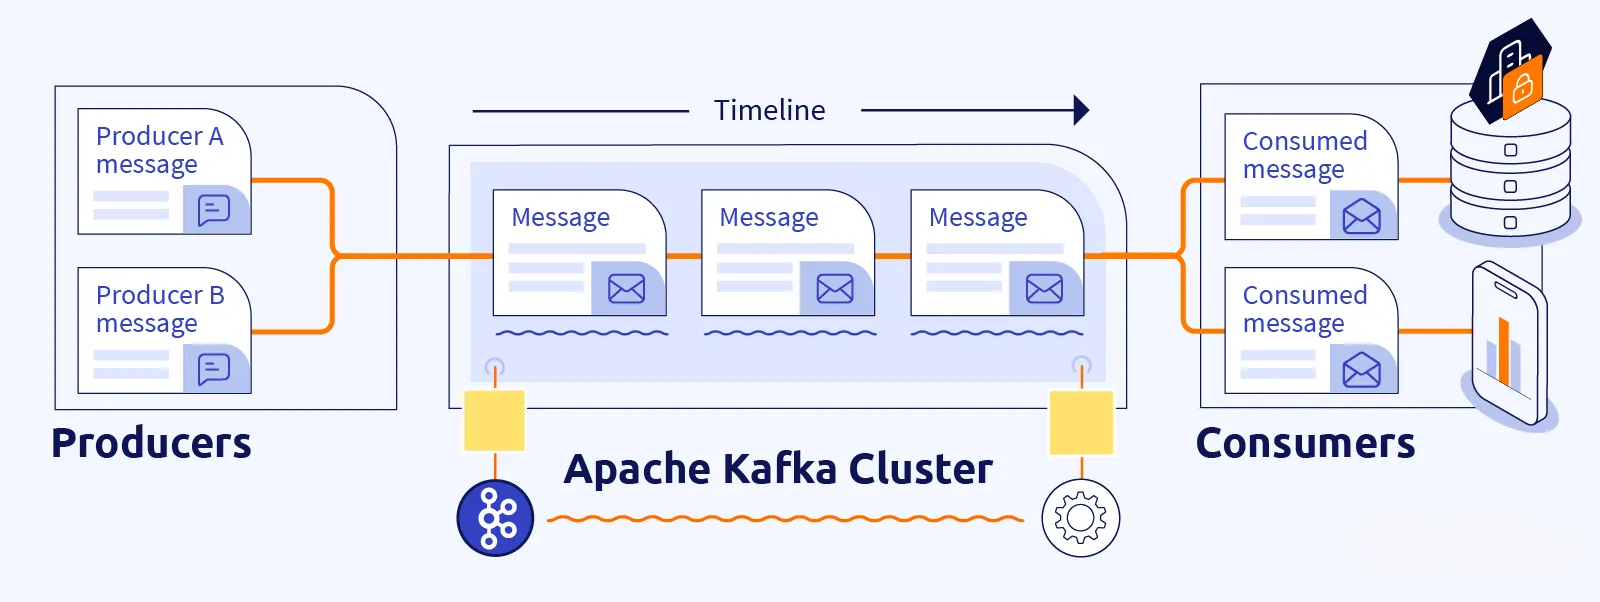 Timeline
Producer A
message
Producer B
message
Message
Message
Message
Consumed
message
Consumed
message
Producers
Apache Kafka Cluster
Consumers